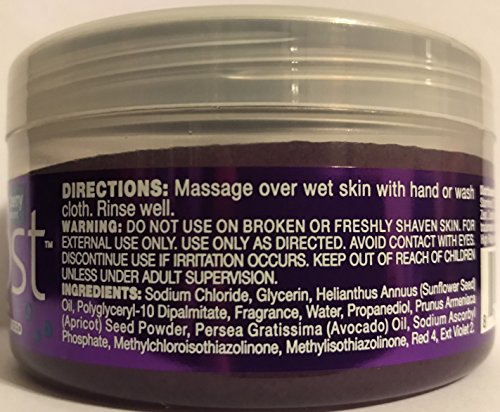 DIRECTIONS: Massage over wet skin with hand or wash
cloth. Rinse well.
WARNING: DO NOT USE ON BROKEN OR FRESHLY SHAVEN SKIN. FOR
EXTERNAL USE ONLY. USE ONLY AS DIRECTED. AVOID CONTACT WITH EYES.
DISCONTINUE USE IF IRRITATION OCCURS. KEEP OUT OF REACH OF CHILDREN
UNLESS UNDER ADULT SUPERVISION.
INGREDIENTS: Sodium Chloride, Glycerin, Helianthus Annuus (Sunflower Seed)
Oil, Polyglyceryl-10 Dipalmitate, Fragrance, Water, Propanediol, Prunus Armeniaca
(Apricot) Seed Powder, Persea Gratissima (Avocado) Oil, Sodium Ascorbyl
Phosphate, Methylchloroisothiazolinone, Methylisothiazolinone, Red 4, Ext Violet 2.
st™